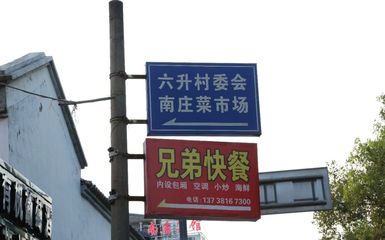 六升村委会
南庄菜市场
兄弟快餐
内设包厢 空调 小炒 海鲜
电话：137 3816 7300